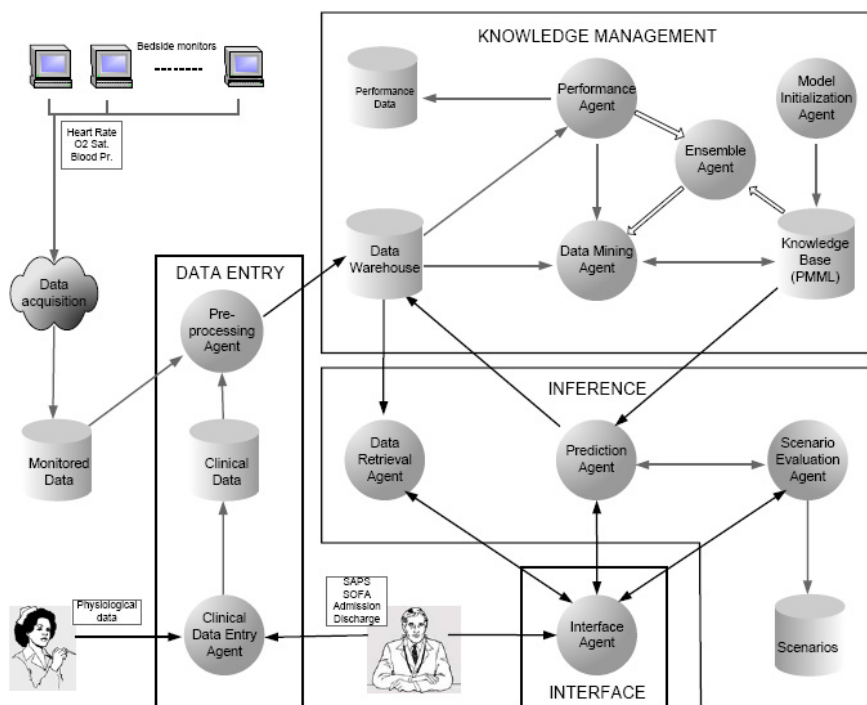 Bedside monitors
Heart Rate
O2 Sat.
Blood Pr.
Data
acquisition
Monitored
Data
Physiological
data
DATA ENTRY
Pre-
processing
Agent
Clinical
Data
Clinical
Data Entry
Agent
SAPS
SOFA
Admission
Discharge
KNOWLEDGE MANAGEMENT
Performance
Data
Performance
Agent
Model
Initialization
Agent
Ensemble
Agent
Data
Warehouse
Data Mining
Agent
Knowledge
Base
(PMML)
INFERENCE
Data
Retrieval
Agent
Prediction
Agent
Scenario
Evaluation
Agent
Interface
Agent
INTERFACE
Scenarios